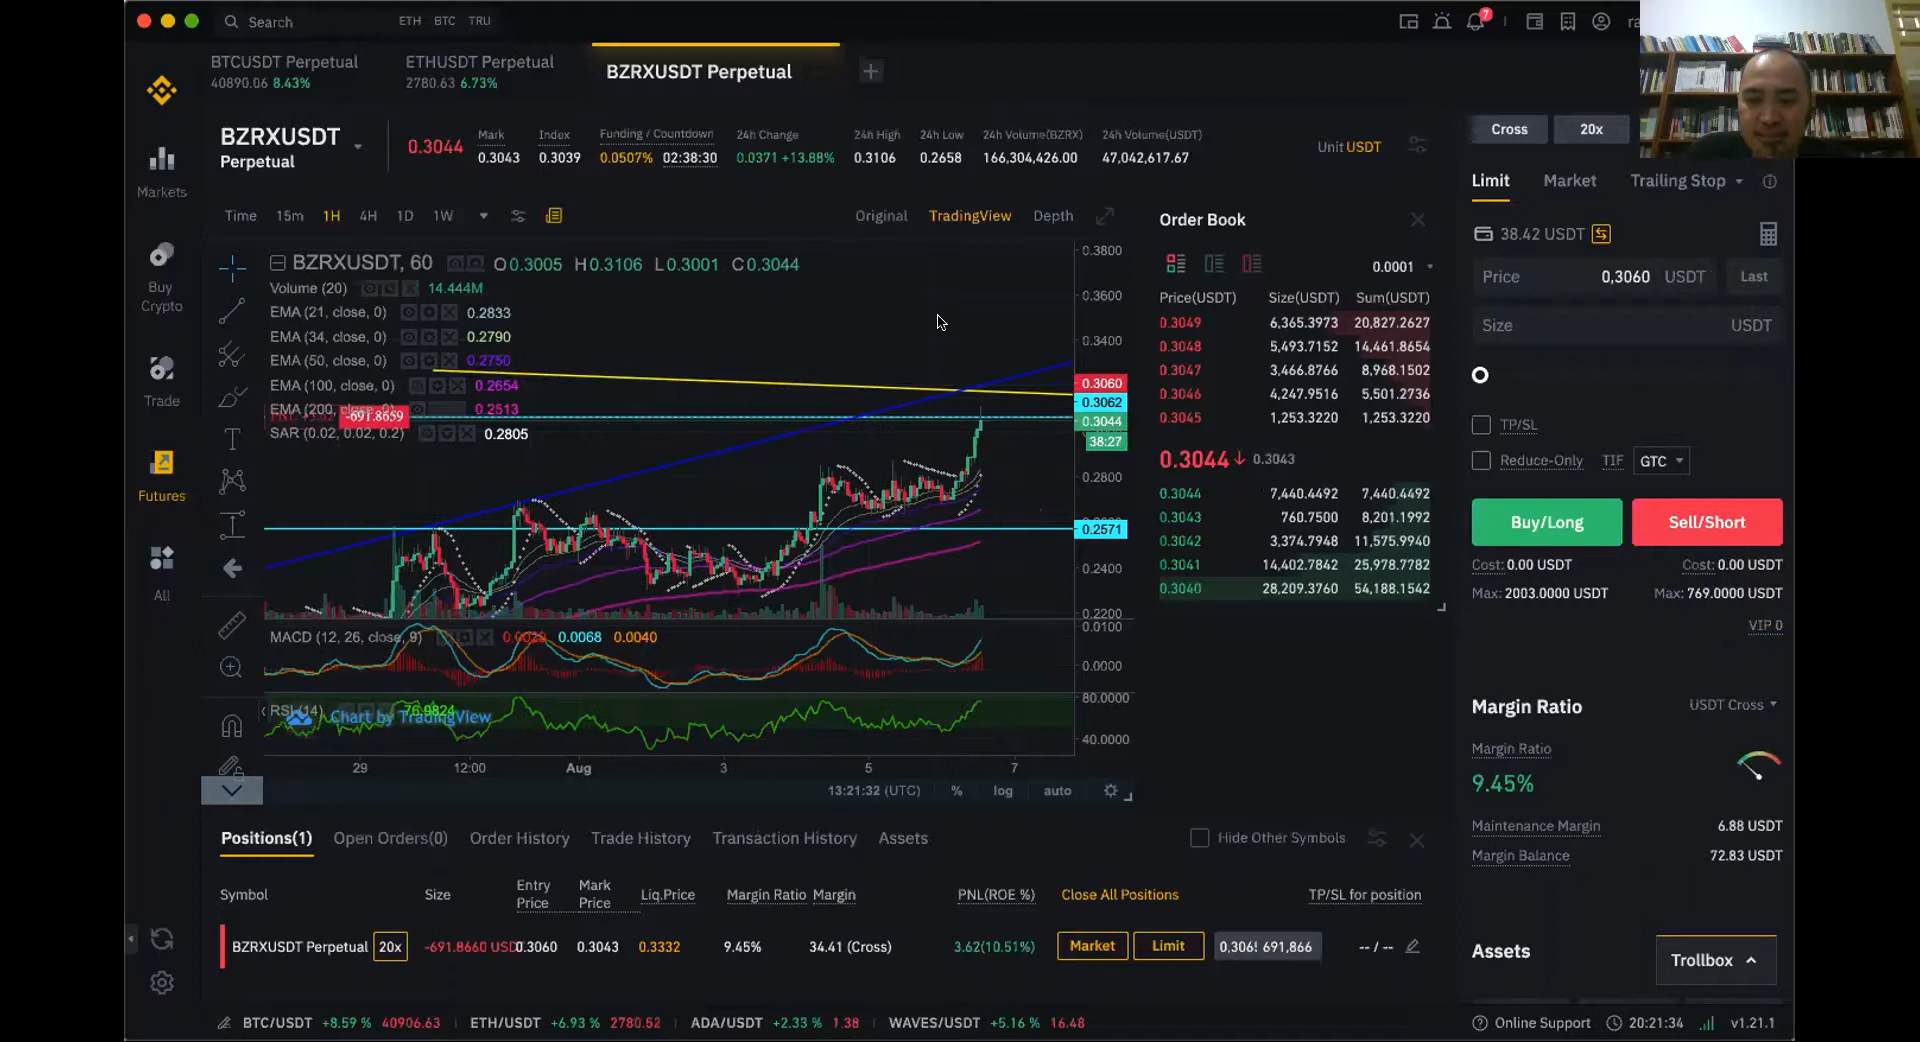 Search ETH BTC TRU
7
BTCUSDT Perpetual
40890.06 8.43%
ETHUSDT Perpetual
2780.63 6.73%
BZRXUSDT Perpetual
Markets
Buy
Crypto
Trade
Futures
All
BZRXUSDT
Perpetual
0.3044
Mark
0.3043
Index
0.3039
Funding / Countdown
0.0507% 02:38:30
24h Change
0.0371 +13.88%
24h High
0.3106
24h Low
0.2658
24h Volume(BZRX)
166,304,426.00
24h Volume(USDT)
47,042,617.67
Unit USDT
Time 15m 1H 4H 1D 1W
Original TradingView Depth
BZRXUSDT, 60 O0.3005 H0.3106 L0.3001 C0.3044
Volume (20) 14.444M
EMA (21, close, 0) 0.2833
EMA (34, close, 0) 0.2790
EMA (50, close, 0) 0.2750
EMA (100, close, 0) 0.2654
EMA (200, close, 0) 0.2513
-691.8659
SAR (0.02, 0.02, 0.2) 0.2805
0.3800
0.3600
0.3400
0.3060
0.3062
0.3044
38:27
0.2800
0.2571
0.2400
0.2200
MACD (12, 26, close, 9) 0.0068 0.0040
0.0100
0.0000
RSI (14) 76.9824
Chart by TradingView
80.0000
40.0000
29 12:00 Aug 3 5 7
13:21:32 (UTC) % log auto
Order Book
0.0001
Price(USDT) Size(USDT) Sum(USDT)
0.3049 6,365.3973 20,827.2627
0.3048 5,493.7152 14,461.8654
0.3047 3,466.8766 8,968.1502
0.3046 4,247.9516 5,501.2736
0.3045 1,253.3220 1,253.3220
0.3044↓ 0.3043
0.3044 7,440.4492 7,440.4492
0.3043 760.7500 8,201.1992
0.3042 3,374.7948 11,575.9940
0.3041 14,402.7842 25,978.7782
0.3040 28,209.3760 54,188.1542
Cross 20x
Limit Market Trailing Stop
38.42 USDT
Price 0,3060 USDT Last
Size USDT
TP/SL
Reduce-Only TIF GTC
Buy/Long Sell/Short
Cost: 0.00 USDT Cost: 0.00 USDT
Max: 2003.0000 USDT Max: 769.0000 USDT
VIP 0
Margin Ratio USDT Cross
Margin Ratio
9.45%
Maintenance Margin 6.88 USDT
Margin Balance 72.83 USDT
Assets
Trollbox
Positions(1) Open Orders(0) Order History Trade History Transaction History Assets
Hide Other Symbols
Symbol Size Entry Price Mark Price Liq.Price Margin Ratio Margin PNL(ROE %) Close All Positions TP/SL for position
BZRXUSDT Perpetual 20x -691.8660 0.3060 0.3043 0.3332 9.45% 34.41 (Cross) 3.62(10.51%) Market Limit 691,866 -- / --
BTC/USDT +8.59 % 40906.63 ETH/USDT +6.93 % 2780.52 ADA/USDT +2.33 % 1.38 WAVES/USDT +5.16 % 16.48
Online Support 20:21:34 v1.21.1